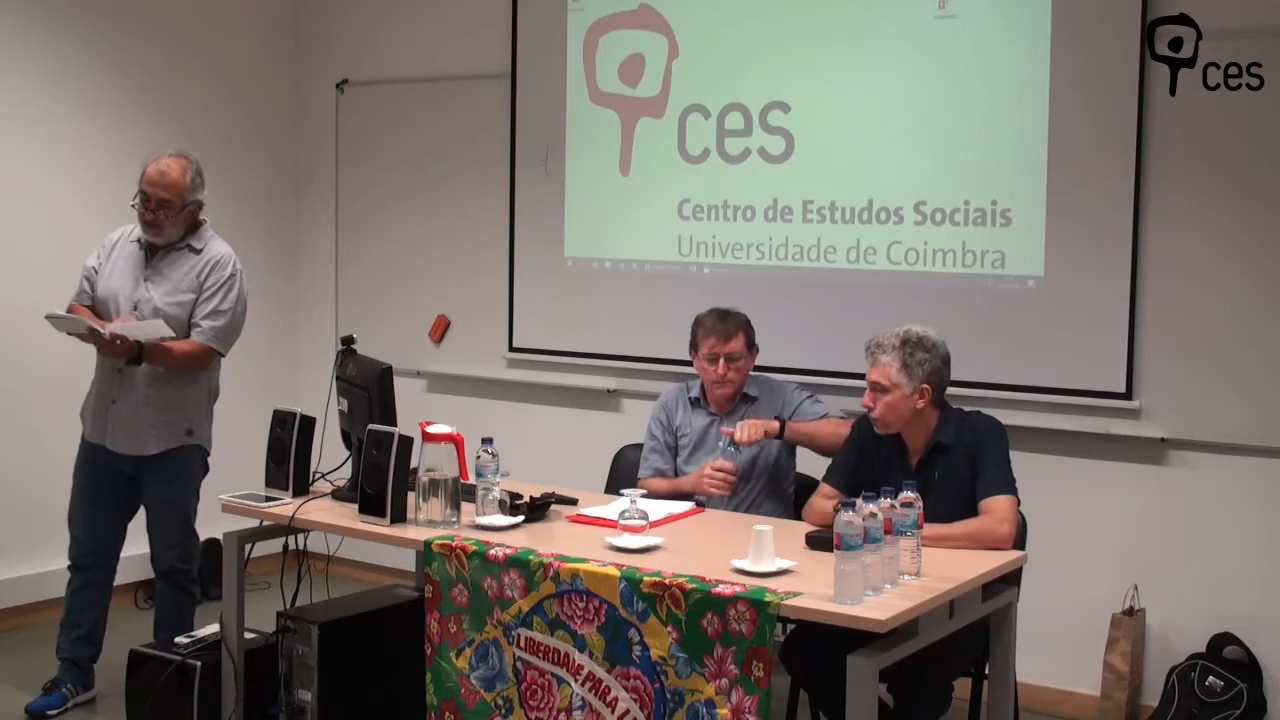 ces
Centro de Estudos Sociais
Universidade de Coimbra
ces
LIBERDADE PARA